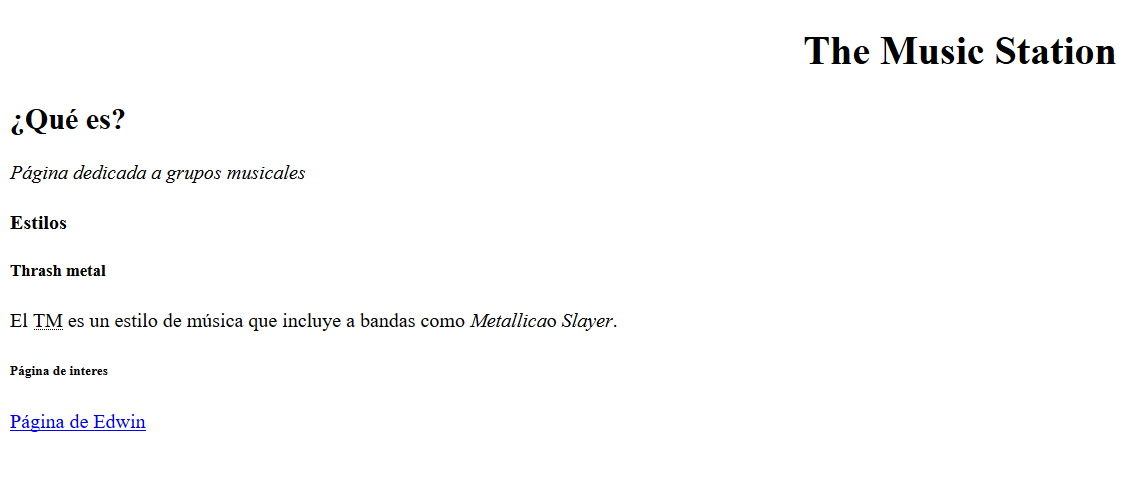 The Music Station
¿Qué es?
Página dedicada a grupos musicales
Estilos
Thrash metal
El TM es un estilo de música que incluye a bandas como Metallicao Slayer.
Página de interes
Página de Edwin